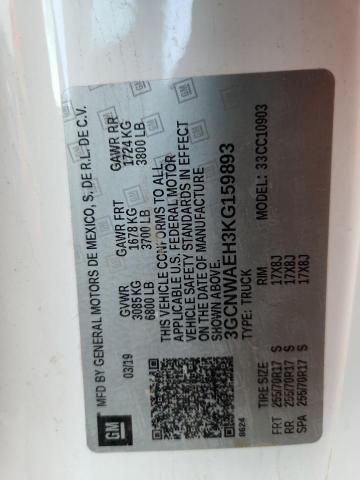 MFD BY GENERAL MOTORS DE MEXICO, S. DE R.L. DE C.V.
03/19 GVWR GAWR FRT GAWR RR
3085 KG 1678 KG 1724 KG
6800 LB 3700 LB 3800 LB
THIS VEHICLE CONFORMS TO ALL
APPLICABLE U.S. FEDERAL MOTOR
VEHICLE SAFETY STANDARDS IN EFFECT
ON THE DATE OF MANUFACTURE
SHOWN ABOVE.
3GCNWAEH3KG159893
TYPE: TRUCK MODEL: 33CC10903
8624
TIRE SIZE RIM
FRT 255/70R17 S 17X8J
RR 255/70R17 S 17X8J
SPA 255/70R17 S 17X8J
GM